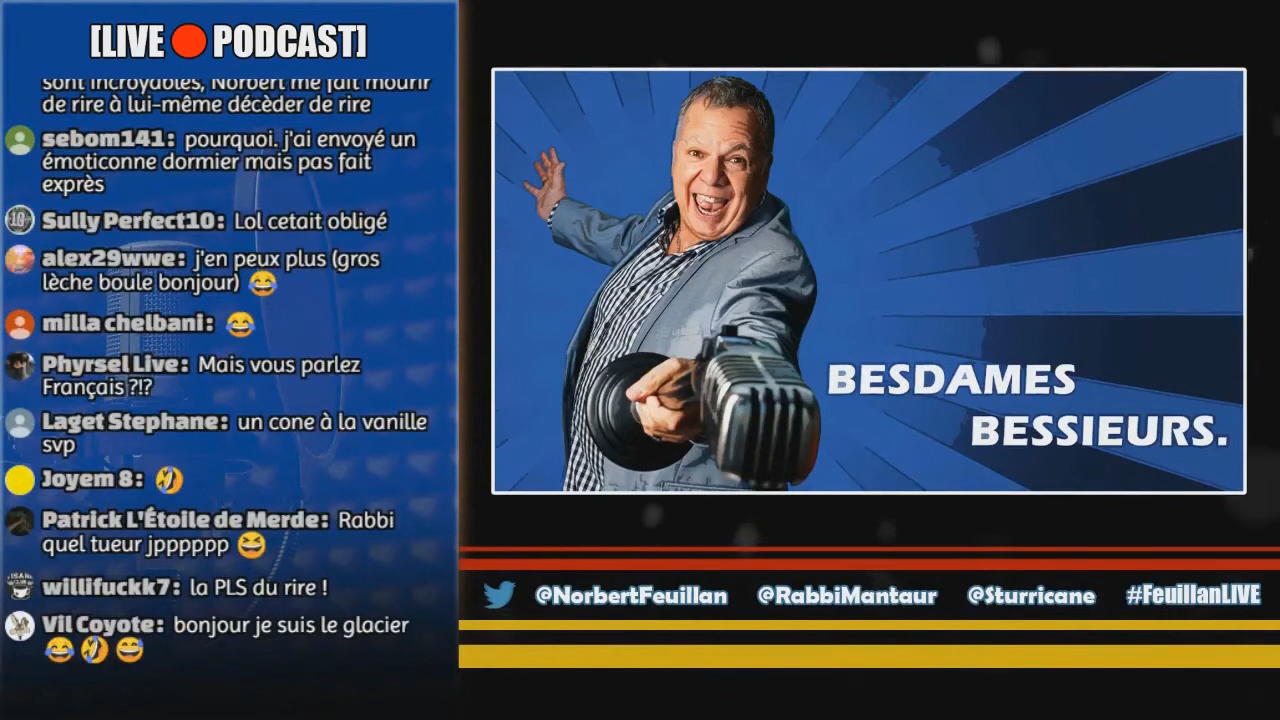 [LIVE PODCAST]
sont incroyables, Norbert me fait mourir
de rire à lui-même décèder de rire
sebom141: pourquoi. j'ai envoyé un
émoticonne dormier mais pas fait
exprès
10
Sully Perfect10: Lol cetait obligé
alex29wwe: j'en peux plus (gros
lèche boule bonjour) 😂
milla chelbani: 😂
Phyrsel Live: Mais vous parlez
Français ?!?
Laget Stephane: un cone à la vanille
svp
Joyem 8: 🤣
Patrick L'Étoile de Merde: Rabbi
quel tueur jpppppp 😆
willifuckk7: la PLS du rire !
Vil Coyote: bonjour je suis le glacier
😂 🤣 😅
BESDAMES
BESSIEURS.
@NorbertFeuillan @RabbiMantaur @Sturricane #FeuillanLIVE